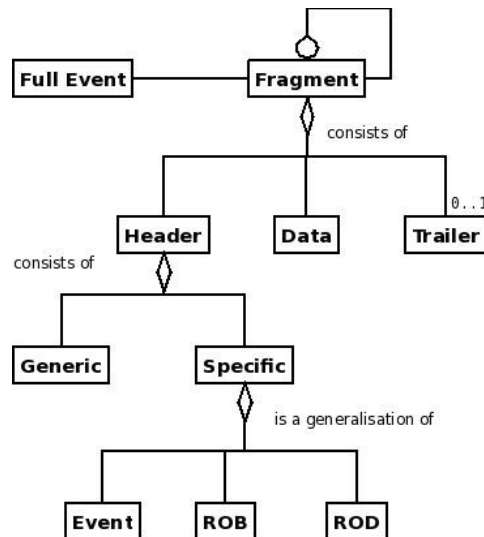 Full Event
Fragment
consists of
0..1
Header
Data
Trailer
consists of
Generic
Specific
is a generalisation of
Event
ROB
ROD